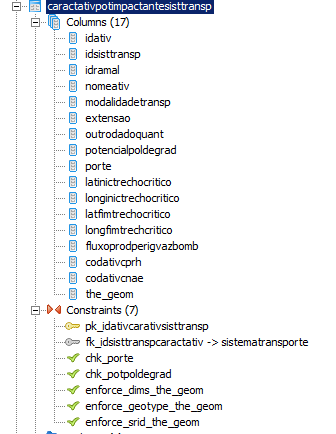 caractativpotimpactantesisttransp
Columns (17)
idativ
idsisttransp
idramal
nomeativ
modalidadetransp
extensao
outrodadoquant
potencialpoldegrad
porte
latinictrechocritico
longinictrechocritico
latfimtrechocritico
longfimtrechcritico
fluxoprodperigvazbomb
codativcprh
codativcnae
the_geom
Constraints (7)
pk_idativcarativsisttransp
fk_idsisttranspcaractativ -> sistematransporte
chk_porte
chk_potpoldegrad
enforce_dims_the_geom
enforce_geotype_the_geom
enforce_srid_the_geom